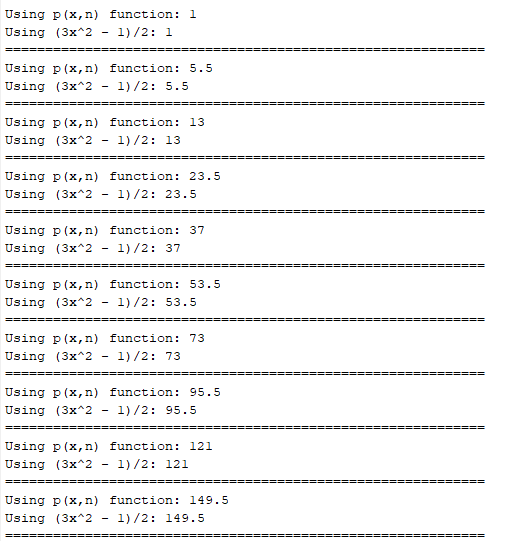 Using p(x,n) function: 1
Using (3x^2 - 1)/2: 1
============================================================
Using p(x,n) function: 5.5
Using (3x^2 - 1)/2: 5.5
============================================================
Using p(x,n) function: 13
Using (3x^2 - 1)/2: 13
============================================================
Using p(x,n) function: 23.5
Using (3x^2 - 1)/2: 23.5
============================================================
Using p(x,n) function: 37
Using (3x^2 - 1)/2: 37
============================================================
Using p(x,n) function: 53.5
Using (3x^2 - 1)/2: 53.5
============================================================
Using p(x,n) function: 73
Using (3x^2 - 1)/2: 73
============================================================
Using p(x,n) function: 95.5
Using (3x^2 - 1)/2: 95.5
============================================================
Using p(x,n) function: 121
Using (3x^2 - 1)/2: 121
============================================================
Using p(x,n) function: 149.5
Using (3x^2 - 1)/2: 149.5
============================================================